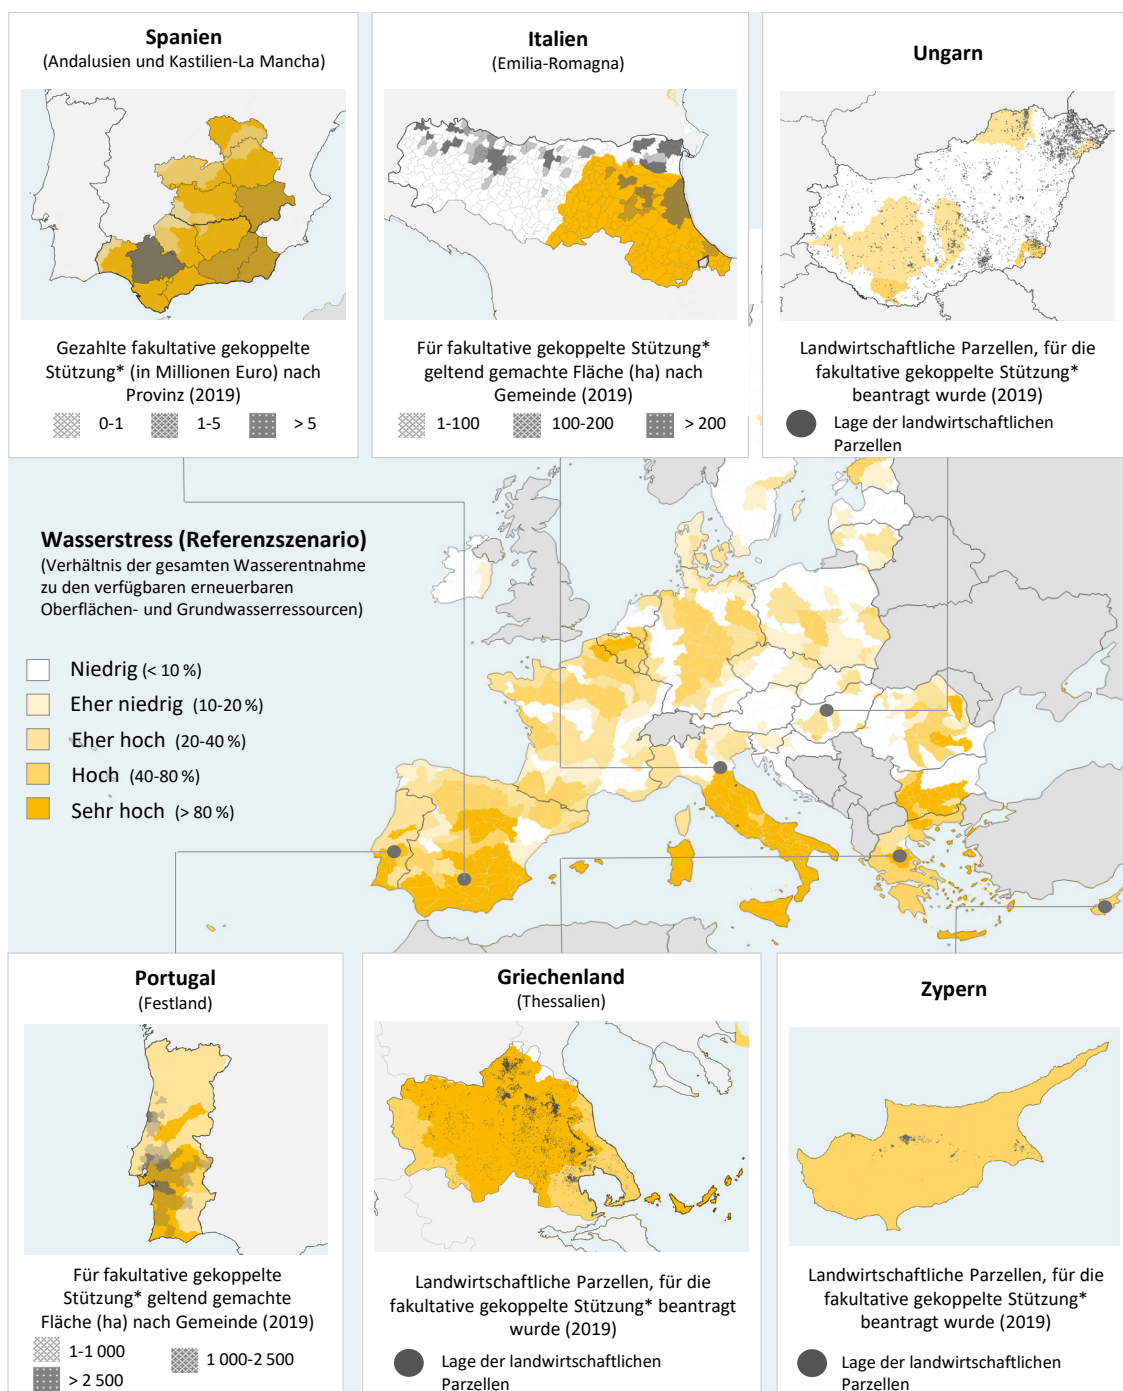 Spanien
(Andalusien und Kastilien-La Mancha)
Gezahlte fakultative gekoppelte
Stützung* (in Millionen Euro) nach
Provinz (2019)
0-1
1-5
> 5
Italien
(Emilia-Romagna)
Für fakultative gekoppelte Stützung*
geltend gemachte Fläche (ha) nach
Gemeinde (2019)
1-100
100-200
> 200
Ungarn
Landwirtschaftliche Parzellen, für die
fakultative gekoppelte Stützung*
beantragt wurde (2019)
Lage der landwirtschaftlichen
Parzellen
Wasserstress (Referenzszenario)
(Verhältnis der gesamten Wasserentnahme
zu den verfügbaren erneuerbaren
Oberflächen- und Grundwasserressourcen)
Niedrig (< 10 %)
Eher niedrig (10-20 %)
Eher hoch (20-40 %)
Hoch (40-80 %)
Sehr hoch (> 80 %)
Portugal
(Festland)
Für fakultative gekoppelte
Stützung* geltend gemachte
Fläche (ha) nach Gemeinde (2019)
1-1 000
1 000-2 500
> 2 500
Griechenland
(Thessalien)
Landwirtschaftliche Parzellen, für die
fakultative gekoppelte Stützung* beantragt
wurde (2019)
Lage der landwirtschaftlichen
Parzellen
Zypern
Landwirtschaftliche Parzellen, für die
fakultative gekoppelte Stützung*
beantragt wurde (2019)
Lage der landwirtschaftlichen
Parzellen